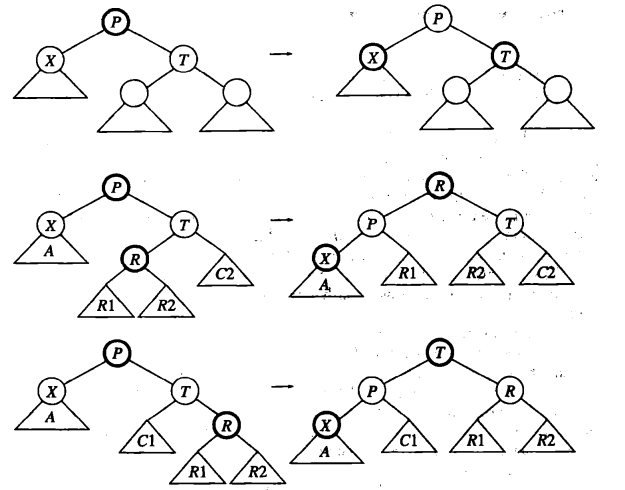 P P
X T X T
P R
X T P T
A R C2 X R1 R2 C2
R1 R2 A
P T
X T P R
A C1 R X C1 R1 R2
R1 R2 A